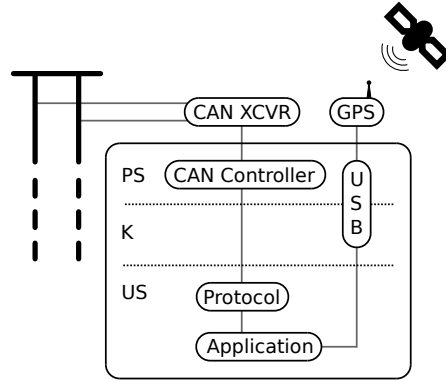 CAN XCVR
GPS
PS
CAN Controller
U
S
B
K
US
Protocol
Application